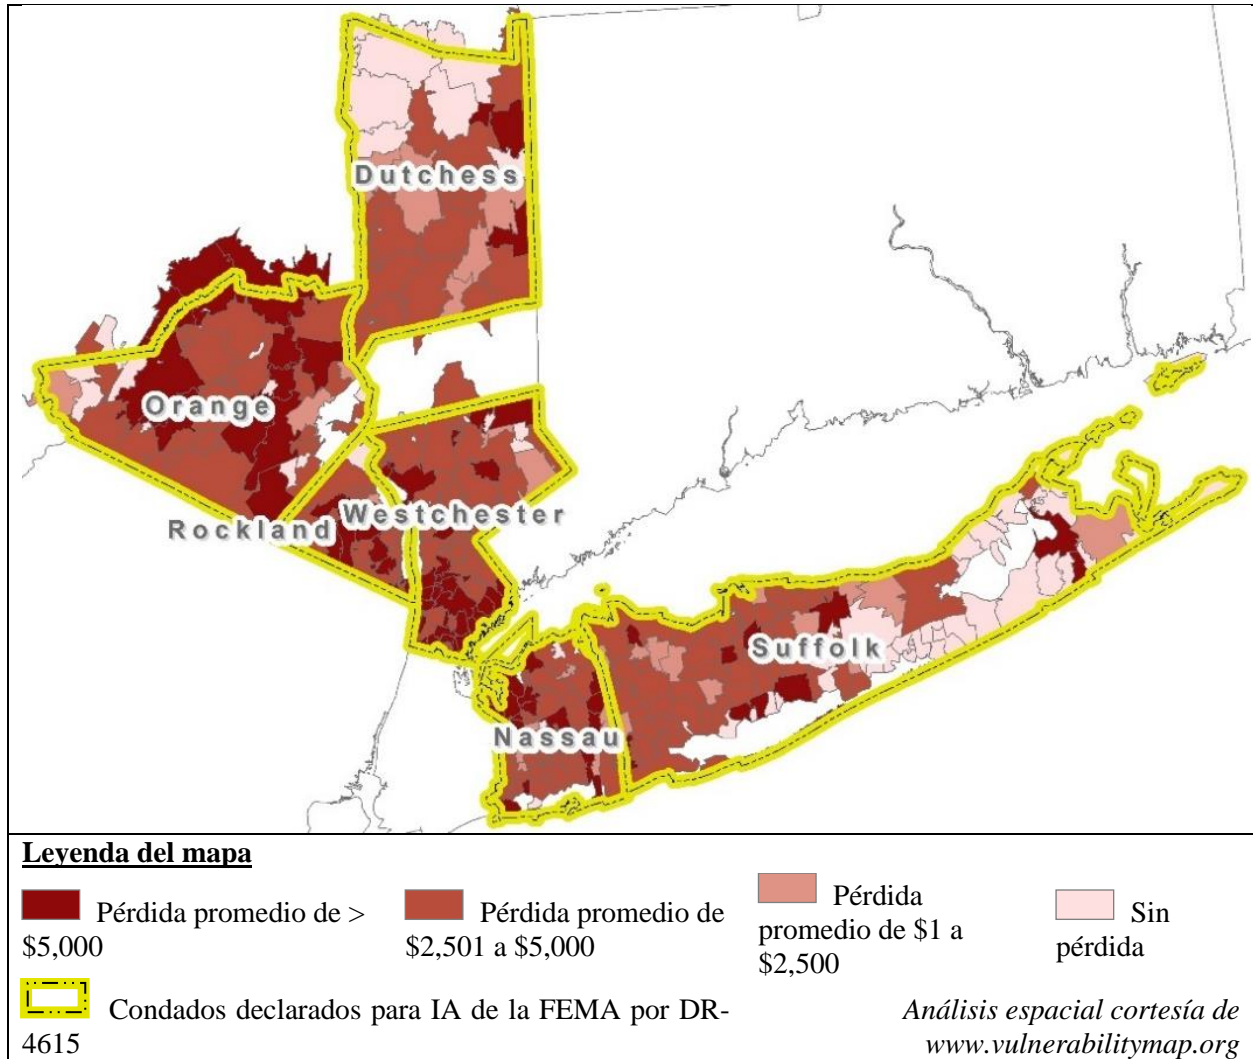 Dutchess
Orange
Rockland
Westchester
Suffolk
Nassau
Leyenda del mapa
Pérdida promedio de >
$5,000
Pérdida promedio de
$2,501 a $5,000
Pérdida
promedio de $1 a
$2,500
Sin
pérdida
Condados declarados para IA de la FEMA por DR-
4615
Análisis espacial cortesía de
www.vulnerabilitymap.org